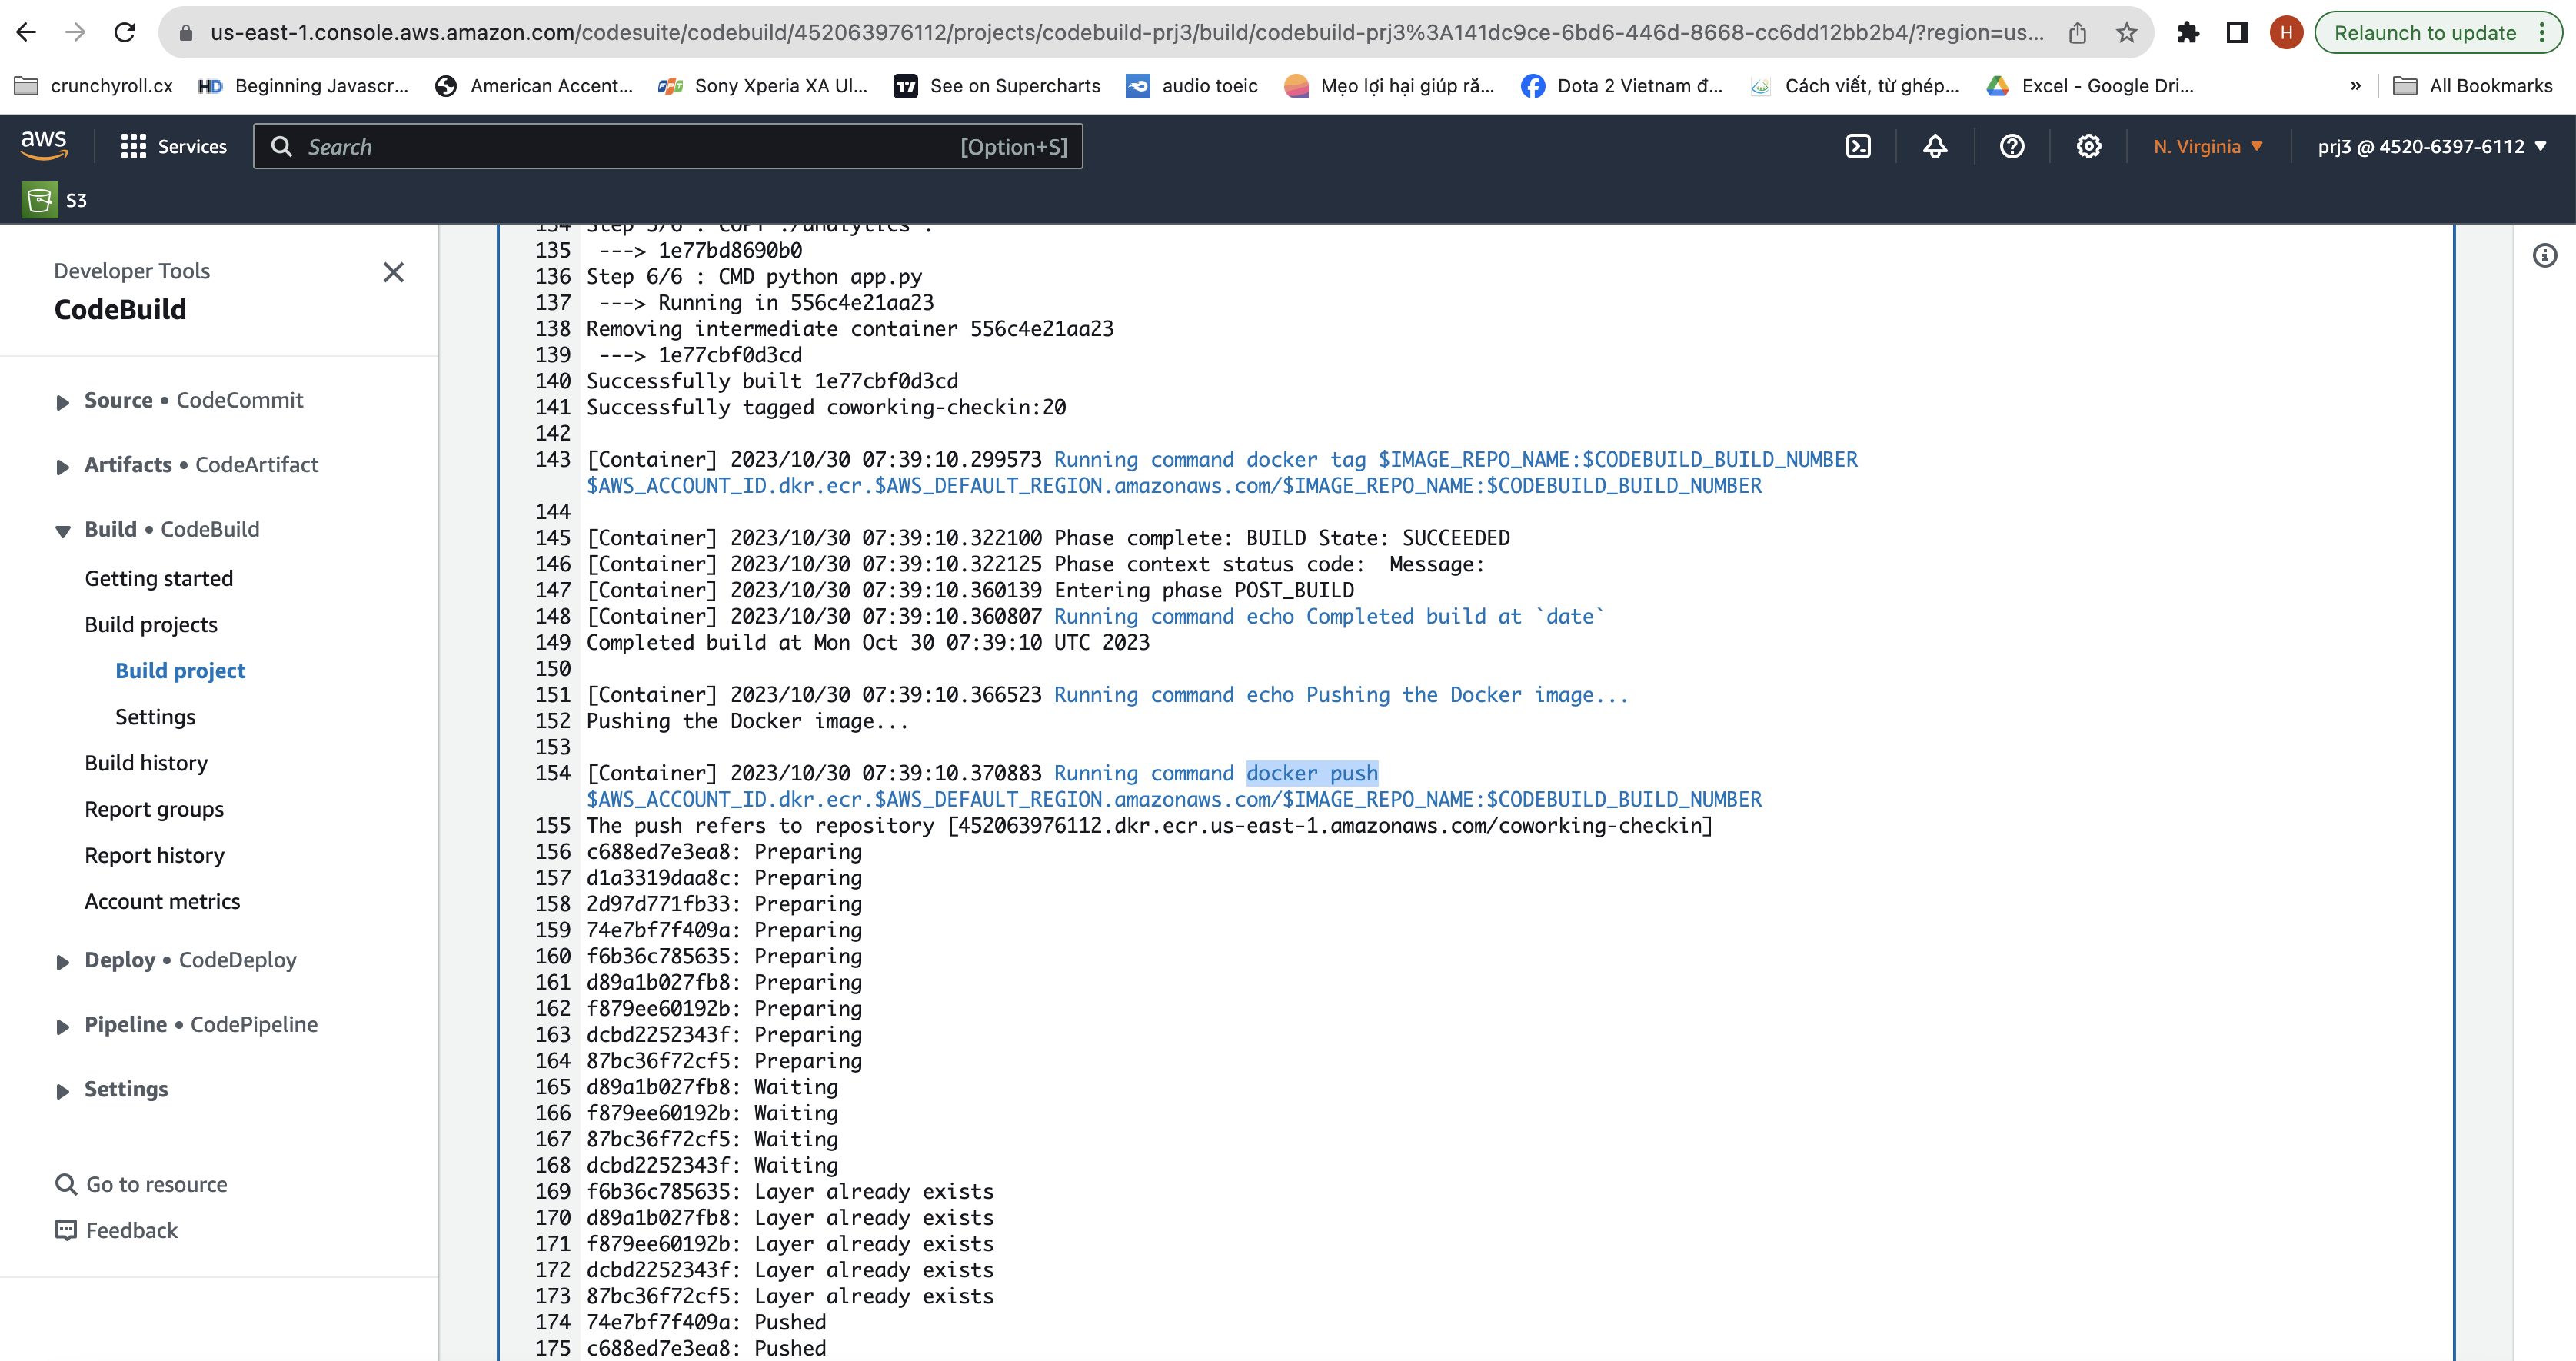 us-east-1.console.aws.amazon.com/codesuite/codebuild/452063976112/projects/codebuild-prj3/build/codebuild-prj3%3A141dc9ce-6bd6-446d-8668-cc6dd12bb2b4/?region=us...
H
Relaunch to update
crunchyroll.cx
HD Beginning Javascr...
American Accent...
FPT Sony Xperia XA Ul...
See on Supercharts
audio toeic
Mẹo lợi hại giúp ră...
Dota 2 Vietnam đ...
Cách viết, từ ghép...
Excel - Google Dri...
»
All Bookmarks
aws
Services
Search
[Option+S]
N. Virginia
prj3 @ 4520-6397-6112
S3
Developer Tools
CodeBuild
Source • CodeCommit
Artifacts • CodeArtifact
Build • CodeBuild
Getting started
Build projects
Build project
Settings
Build history
Report groups
Report history
Account metrics
Deploy • CodeDeploy
Pipeline • CodePipeline
Settings
Go to resource
Feedback
134 Step 5/6 : COPY ./analytics .
135 ---> 1e77bd8690b0
136 Step 6/6 : CMD python app.py
137 ---> Running in 556c4e21aa23
138 Removing intermediate container 556c4e21aa23
139 ---> 1e77cbf0d3cd
140 Successfully built 1e77cbf0d3cd
141 Successfully tagged coworking-checkin:20
142
143 [Container] 2023/10/30 07:39:10.299573 Running command docker tag $IMAGE_REPO_NAME:$CODEBUILD_BUILD_NUMBER
$AWS_ACCOUNT_ID.dkr.ecr.$AWS_DEFAULT_REGION.amazonaws.com/$IMAGE_REPO_NAME:$CODEBUILD_BUILD_NUMBER
144
145 [Container] 2023/10/30 07:39:10.322100 Phase complete: BUILD State: SUCCEEDED
146 [Container] 2023/10/30 07:39:10.322125 Phase context status code:  Message:
147 [Container] 2023/10/30 07:39:10.360139 Entering phase POST_BUILD
148 [Container] 2023/10/30 07:39:10.360807 Running command echo Completed build at `date`
149 Completed build at Mon Oct 30 07:39:10 UTC 2023
150
151 [Container] 2023/10/30 07:39:10.366523 Running command echo Pushing the Docker image...
152 Pushing the Docker image...
153
154 [Container] 2023/10/30 07:39:10.370883 Running command docker push
$AWS_ACCOUNT_ID.dkr.ecr.$AWS_DEFAULT_REGION.amazonaws.com/$IMAGE_REPO_NAME:$CODEBUILD_BUILD_NUMBER
155 The push refers to repository [452063976112.dkr.ecr.us-east-1.amazonaws.com/coworking-checkin]
156 c688ed7e3ea8: Preparing
157 d1a3319daa8c: Preparing
158 2d97d771fb33: Preparing
159 74e7bf7f409a: Preparing
160 f6b36c785635: Preparing
161 d89a1b027fb8: Preparing
162 f879ee60192b: Preparing
163 dcbd2252343f: Preparing
164 87bc36f72cf5: Preparing
165 d89a1b027fb8: Waiting
166 f879ee60192b: Waiting
167 87bc36f72cf5: Waiting
168 dcbd2252343f: Waiting
169 f6b36c785635: Layer already exists
170 d89a1b027fb8: Layer already exists
171 f879ee60192b: Layer already exists
172 dcbd2252343f: Layer already exists
173 87bc36f72cf5: Layer already exists
174 74e7bf7f409a: Pushed
175 c688ed7e3ea8: Pushed